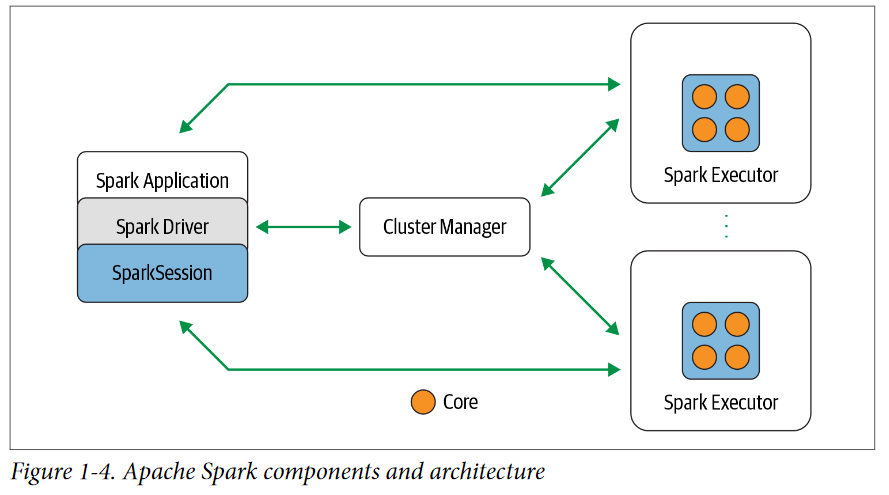 Spark Application
Spark Driver
SparkSession
Cluster Manager
Spark Executor
Spark Executor
Core
Figure 1-4. Apache Spark components and architecture